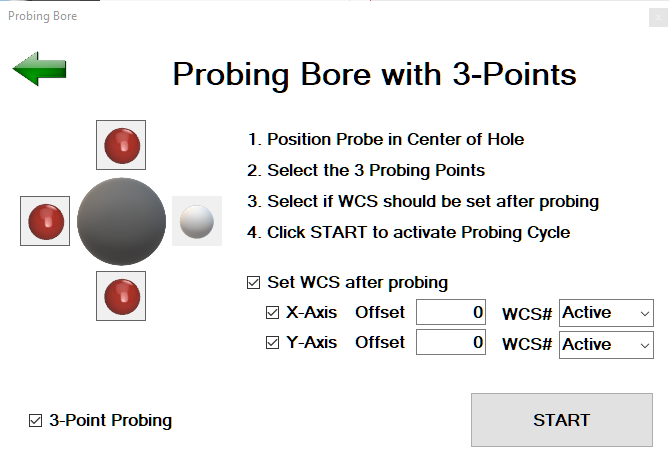 Probing Bore
Probing Bore with 3-Points
1. Position Probe in Center of Hole
2. Select the 3 Probing Points
3. Select if WCS should be set after probing
4. Click START to activate Probing Cycle
Set WCS after probing
X-Axis Offset 0 WCS# Active
Y-Axis Offset 0 WCS# Active
3-Point Probing
START